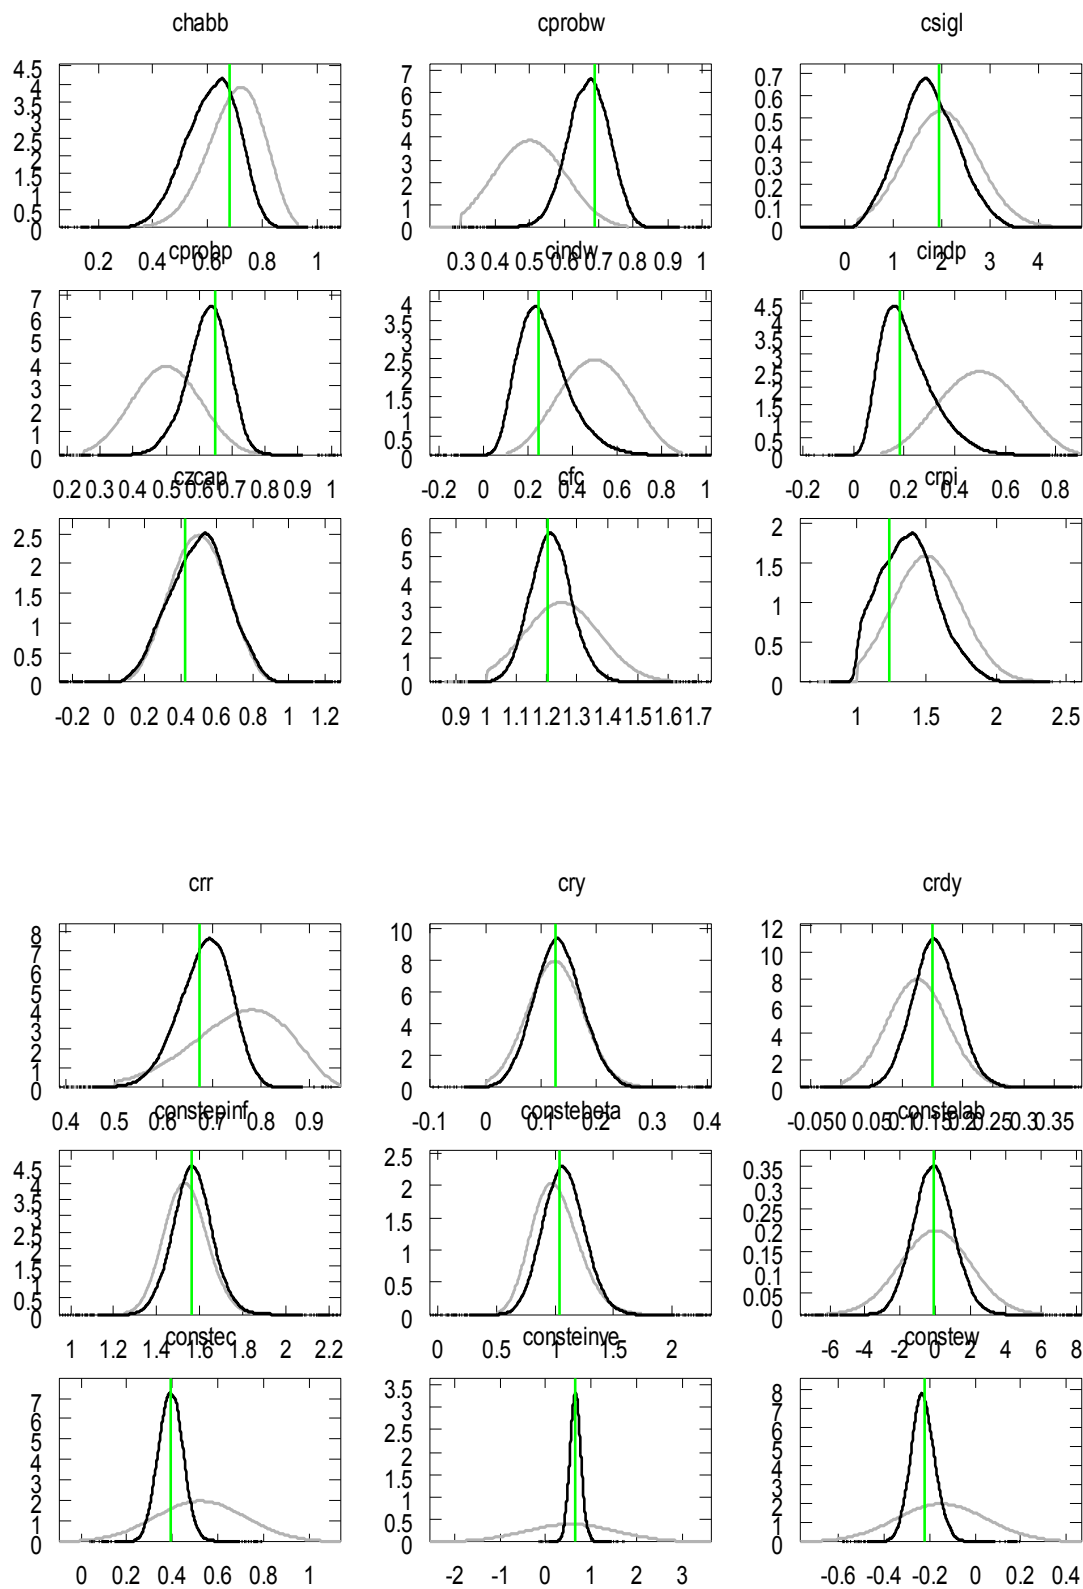 chabb
4.5 4 3.5 3 2.5 2 1.5 1 0.5 0
0.2 0.4 0.6 0.8 1
cprobw
7 6 5 4 3 2 1 0
0.3 0.4 0.5 0.6 0.7 0.8 0.9 1
csigl
0.7 0.6 0.5 0.4 0.3 0.2 0.1 0
0 1 2 3 4
cprobp
7 6 5 4 3 2 1 0
0.2 0.3 0.4 0.5 0.6 0.7 0.8 0.9 1
cindw
4 3.5 3 2.5 2 1.5 1 0.5 0
-0.2 0 0.2 0.4 0.6 0.8 1
cindp
4.5 4 3.5 3 2.5 2 1.5 1 0.5 0
-0.2 0 0.2 0.4 0.6 0.8
czcap
2.5 2 1.5 1 0.5 0
-0.2 0 0.2 0.4 0.6 0.8 1 1.2
cfc
6 5 4 3 2 1 0
0.9 1 1.1 1.2 1.3 1.4 1.5 1.6 1.7
crpi
2 1.5 1 0.5 0
1 1.5 2 2.5
crr
8 7 6 5 4 3 2 1 0
0.4 0.5 0.6 0.7 0.8 0.9
cry
10 8 6 4 2 0
-0.1 0 0.1 0.2 0.3 0.4
crdy
12 10 8 6 4 2 0
-0.05 0 0.05 0.1 0.15 0.2 0.25 0.3 0.35
constepinf
4.5 4 3.5 3 2.5 2 1.5 1 0.5 0
1 1.2 1.4 1.6 1.8 2 2.2
constebeta
2.5 2 1.5 1 0.5 0
0 0.5 1 1.5 2
constelab
0.35 0.3 0.25 0.2 0.15 0.1 0.05 0
-6 -4 -2 0 2 4 6 8
constec
7 6 5 4 3 2 1 0
0 0.2 0.4 0.6 0.8 1
consteinve
3.5 3 2.5 2 1.5 1 0.5 0
-2 -1 0 1 2 3
constew
8 7 6 5 4 3 2 1 0
-0.6 -0.4 -0.2 0 0.2 0.4